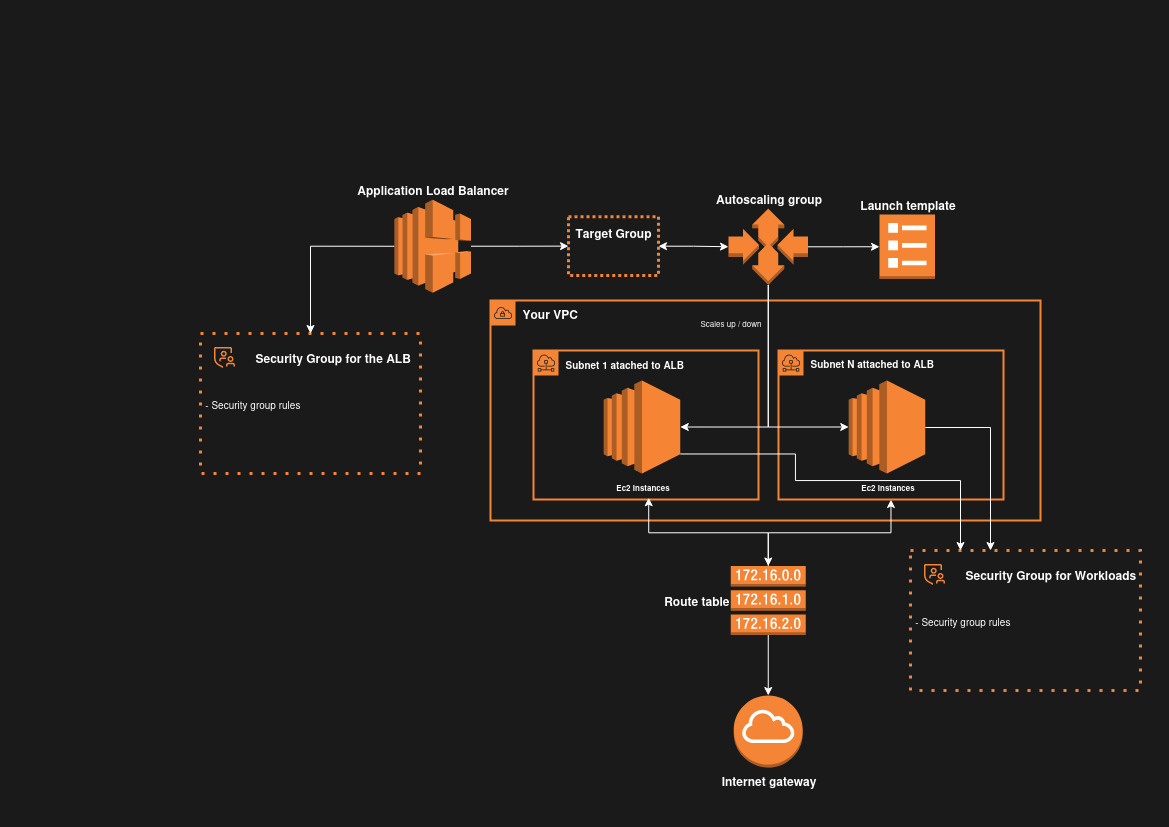 Application Load Balancer
Autoscaling group
Launch template
Target Group
Your VPC
Scales up / down
Security Group for the ALB
Subnet 1 atached to ALB
Subnet N attached to ALB
- Security group rules
Ec2 Instances
Ec2 Instances
172.16.0.0
Security Group for Workloads
Route table
172.16.1.0
172.16.2.0
- Security group rules
Internet gateway